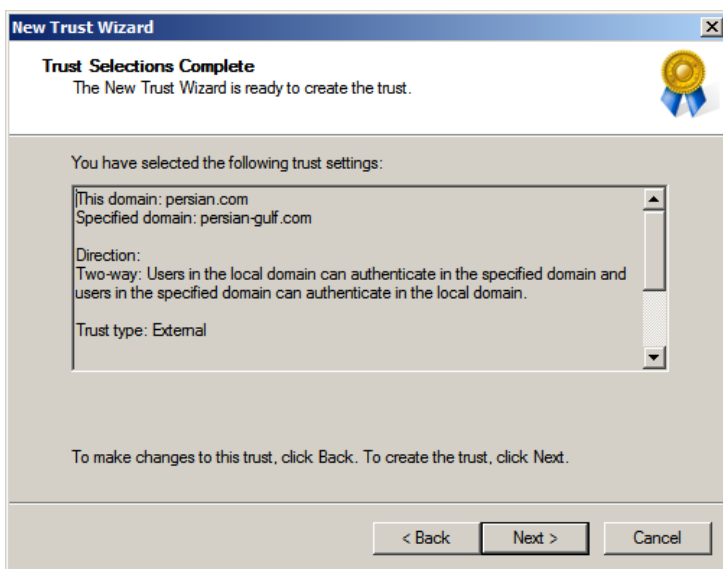 New Trust Wizard
Trust Selections Complete
The New Trust Wizard is ready to create the trust.
You have selected the following trust settings:
This domain: persian.com
Specified domain: persian-gulf.com
Direction:
Two-way: Users in the local domain can authenticate in the specified domain and
users in the specified domain can authenticate in the local domain.
Trust type: External
To make changes to this trust, click Back. To create the trust, click Next.
< Back Next > Cancel